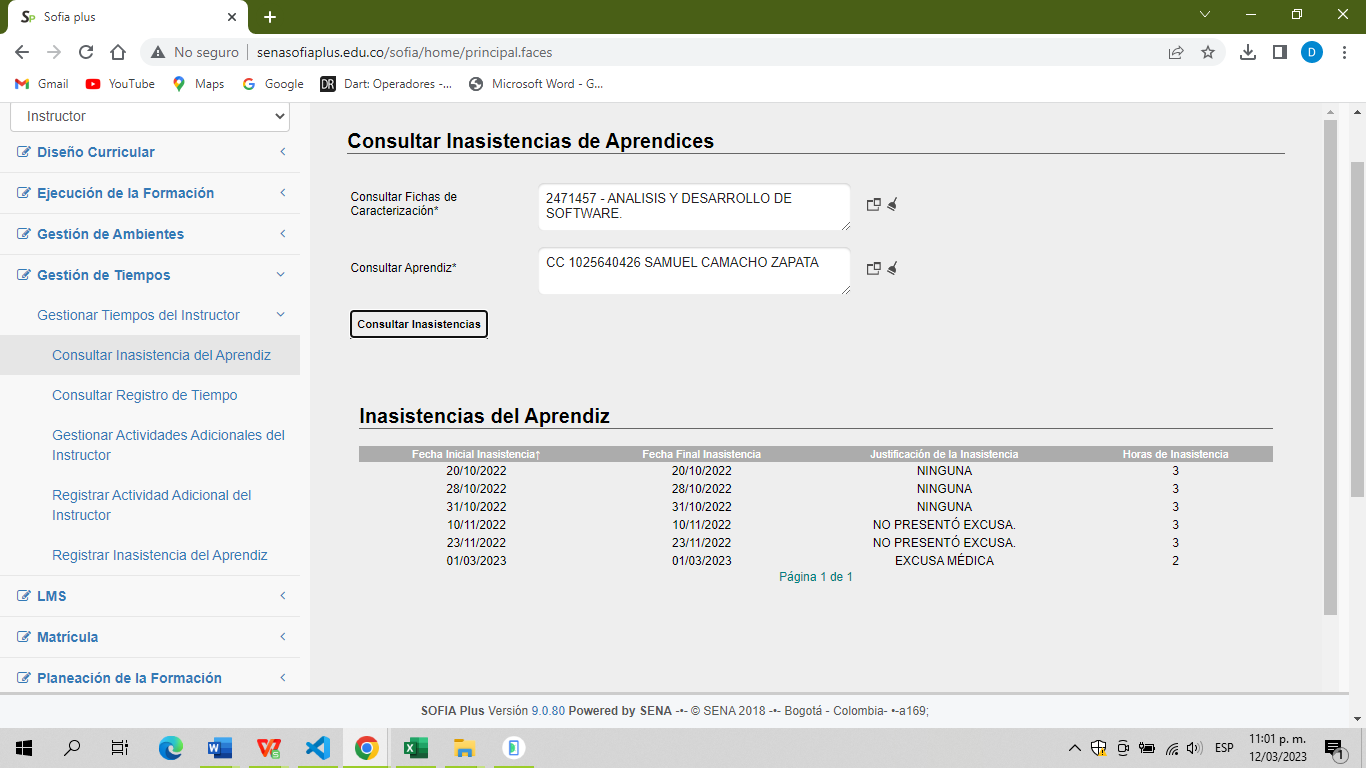 Sofia plus
No seguro
senasofiaplus.edu.co/sofia/home/principal.faces
D
Gmail
YouTube
Maps
Google
DR Dart: Operadores -...
Microsoft Word - G...
Instructor
Diseño Curricular
Ejecución de la Formación
Gestión de Ambientes
Gestión de Tiempos
Gestionar Tiempos del Instructor
Consultar Inasistencia del Aprendiz
Consultar Registro de Tiempo
Gestionar Actividades Adicionales del
Instructor
Registrar Actividad Adicional del
Instructor
Registrar Inasistencia del Aprendiz
LMS
Matrícula
Planeación de la Formación
Consultar Inasistencias de Aprendices
Consultar Fichas de
Caracterización*
2471457 - ANALISIS Y DESARROLLO DE
SOFTWARE.
Consultar Aprendiz*
CC 1025640426 SAMUEL CAMACHO ZAPATA
Consultar Inasistencias
Inasistencias del Aprendiz
Fecha Inicial Inasistencia↑ Fecha Final Inasistencia Justificación de la Inasistencia Horas de Inasistencia
20/10/2022 20/10/2022 NINGUNA 3
28/10/2022 28/10/2022 NINGUNA 3
31/10/2022 31/10/2022 NINGUNA 3
10/11/2022 10/11/2022 NO PRESENTÓ EXCUSA. 3
23/11/2022 23/11/2022 NO PRESENTÓ EXCUSA. 3
01/03/2023 01/03/2023 EXCUSA MÉDICA 2
Página 1 de 1
SOFIA Plus Versión 9.0.80 Powered by SENA -•- © SENA 2018 -•- Bogotá - Colombia- •-a169;
ESP
11:01 p. m.
12/03/2023
1